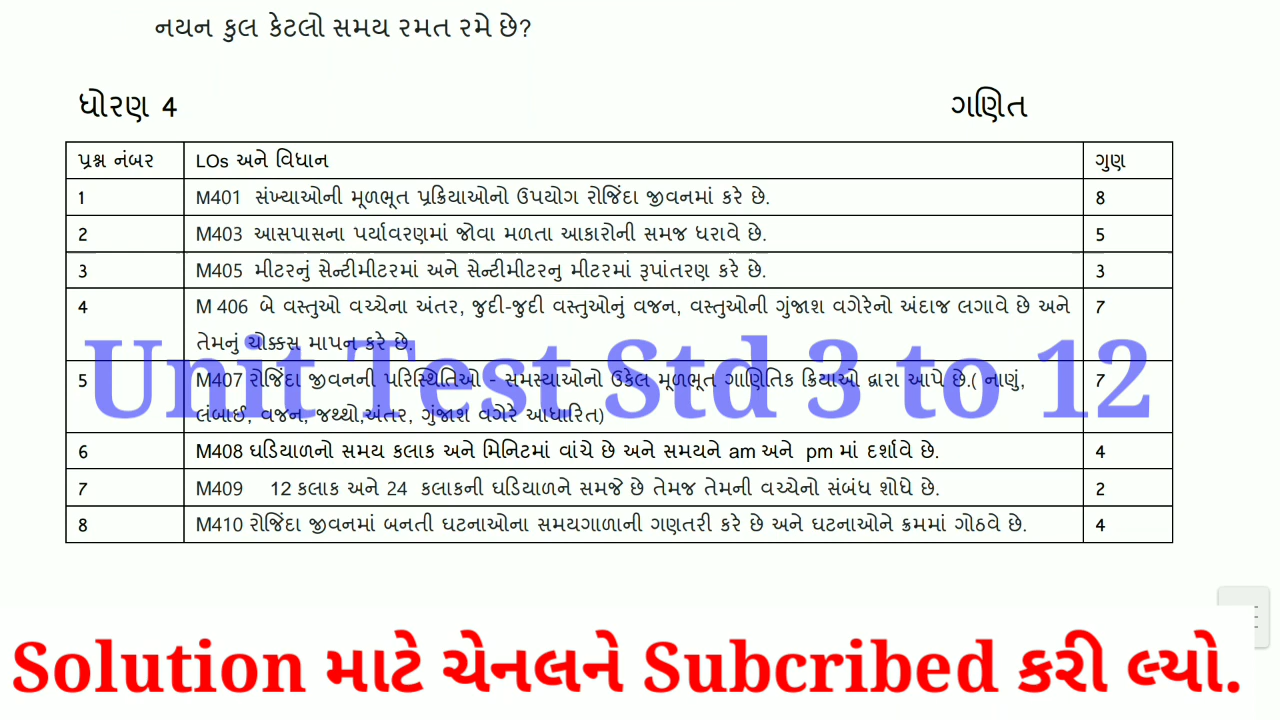 નયન કુલ કેટલો સમય રમત રમે છે?
ધોરણ 4 ગણિત
પ્રશ્ન નંબર LOs અને વિધાન ગુણ
1 M401 સંખ્યાઓની મૂળભૂત પ્રક્રિયાઓનો ઉપયોગ રોજિંદા જીવનમાં કરે છે. 8
2 M403 આસપાસના પર્યાવરણમાં જોવા મળતા આકારોની સમજ ધરાવે છે. 5
3 M405 મીટરનું સેન્ટીમીટરમાં અને સેન્ટીમીટરનુ મીટરમાં રૂપાંતરણ કરે છે. 3
4 M 406 બે વસ્તુઓ વચ્ચેના અંતર, જુદી-જુદી વસ્તુઓનું વજન, વસ્તુઓની ગુંજાશ વગેરેનો અંદાજ લગાવે છે અને 7
તેમનું ચોક્કસ માપન કરે છે.
Unit Test Std 3 to 12
5 M407 રોજિંદા જીવનની પરિસ્થિતિઓ - સમસ્યાઓનો ઉકેલ મૂળભૂત ગાણિતિક ક્રિયાઓ દ્વારા આપે છે.( નાણું, 7
લંબાઈ, વજન, જથ્થો,અંતર, ગુંજાશ વગેરે આધારિત)
6 M408 ઘડિયાળનો સમય કલાક અને મિનિટમાં વાંચે છે અને સમયને am અને pm માં દર્શાવે છે. 4
7 M409 12 કલાક અને 24 કલાકની ઘડિયાળને સમજે છે તેમજ તેમની વચ્ચેનો સંબંધ શોધે છે. 2
8 M410 રોજિંદા જીવનમાં બનતી ઘટનાઓના સમયગાળાની ગણતરી કરે છે અને ઘટનાઓને ક્રમમાં ગોઠવે છે. 4
Solution માટે ચેનલને Subcribed કરી લ્યો.